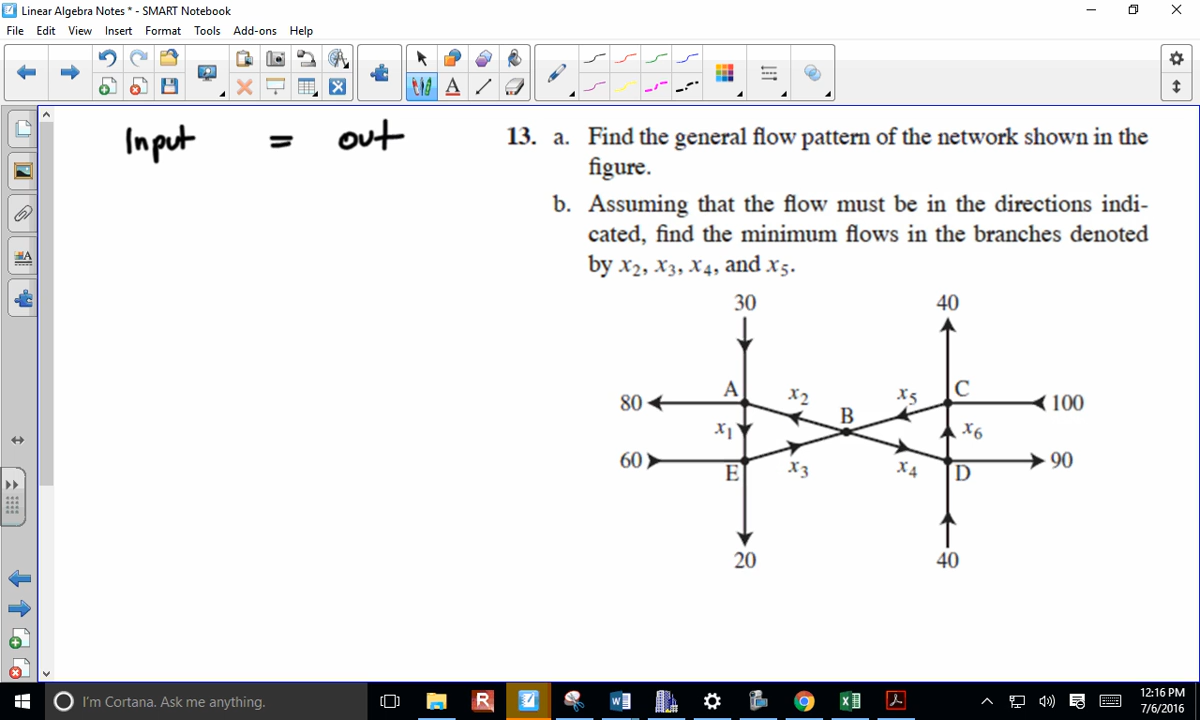 Linear Algebra Notes * - SMART Notebook
File Edit View Insert Format Tools Add-ons Help
Input = out
13. a. Find the general flow pattern of the network shown in the
figure.
b. Assuming that the flow must be in the directions indi-
cated, find the minimum flows in the branches denoted
by x₂, x₃, x₄, and x₅.
30 40
80 A x₂ B x₅ C 100
x₁ x₆
60 E x₃ x₄ D 90
20 40
I'm Cortana. Ask me anything.
12:16 PM
7/6/2016